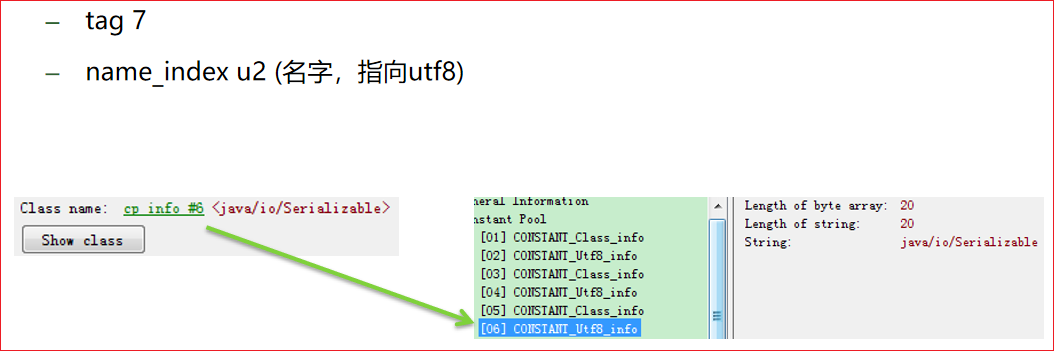 – tag 7
– name_index u2 (名字，指向utf8)
Class name: cp info #6 <java/io/Serializable>
Show class
neral Information
nstant Pool
[01] CONSTANT_Class_info
[02] CONSTANT_Utf8_info
[03] CONSTANT_Class_info
[04] CONSTANT_Utf8_info
[05] CONSTANT_Class_info
[06] CONSTANT_Utf8_info
Length of byte array: 20
Length of string: 20
String: java/io/Serializable